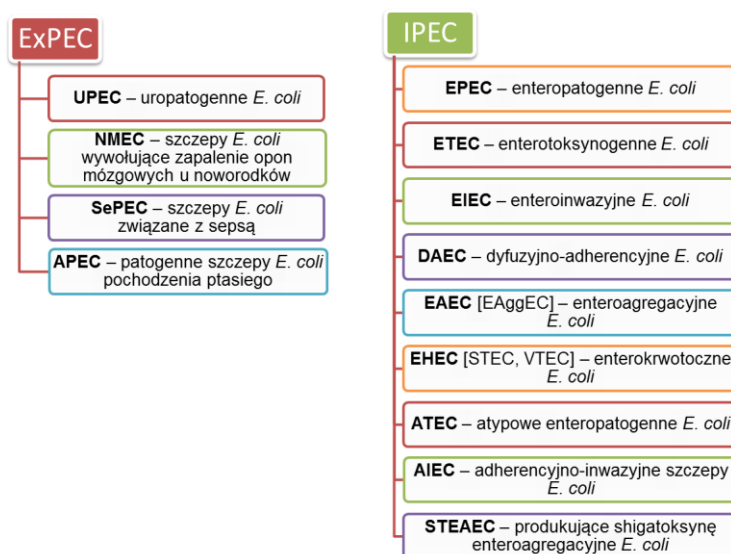 ExPEC
UPEC – uropatogenne E. coli
NMEC – szczepy E. coli
wywołujące zapalenie opon
mózgowych u noworodków
SePEC – szczepy E. coli
związane z sepsą
APEC – patogenne szczepy E. coli
pochodzenia ptasiego
IPEC
EPEC – enteropatogenne E. coli
ETEC – enterotoksynogenne E. coli
EIEC – enteroinwazyjne E. coli
DAEC – dyfuzyjno-adherencyjne E. coli
EAEC [EAggEC] – enteroagregacyjne
E. coli
EHEC [STEC, VTEC] – enterokrwotoczne
E. coli
ATEC – atypowe enteropatogenne E. coli
AIEC – adherencyjno-inwazyjne szczepy
E. coli
STEAEC – produkujące shigatoksynę
enteroagregacyjne E. coli